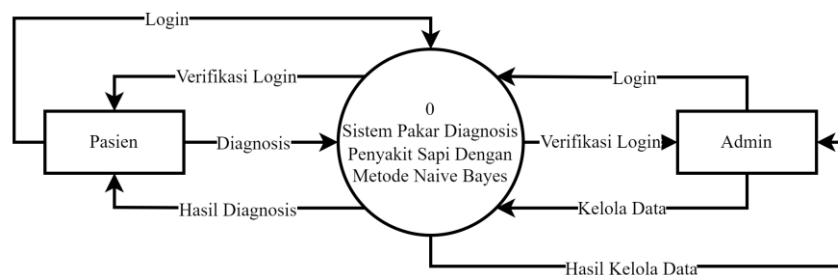 Login
Verifikasi Login
Login
0
Sistem Pakar Diagnosis
Penyakit Sapi Dengan
Metode Naive Bayes
Pasien
Diagnosis
Verifikasi Login
Admin
Hasil Diagnosis
Kelola Data
Hasil Kelola Data